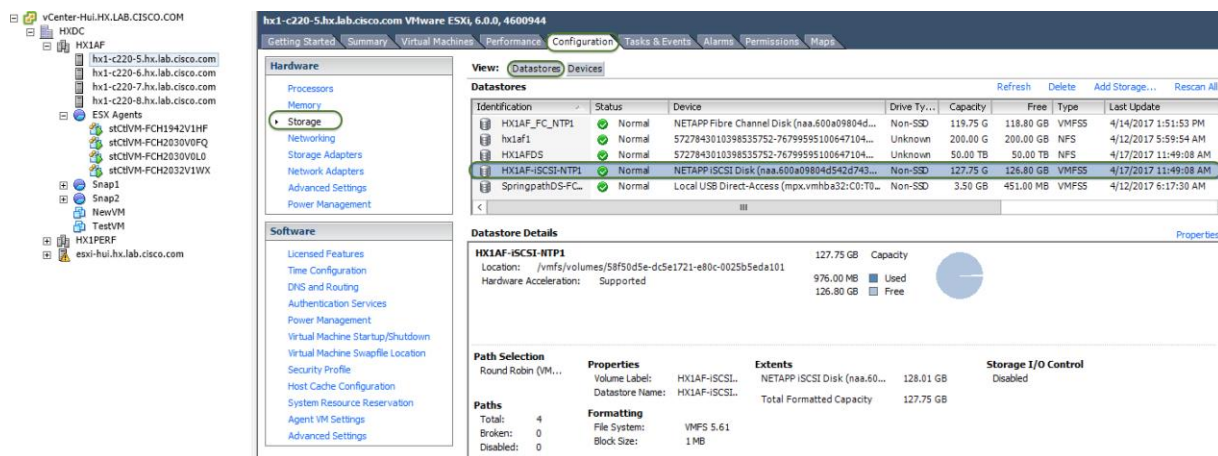 vCenter-Hui.HX.LAB.CISCO.COM
HXDC
HX1AF
hx1-c220-5.hx.lab.cisco.com
hx1-c220-6.hx.lab.cisco.com
hx1-c220-7.hx.lab.cisco.com
hx1-c220-8.hx.lab.cisco.com
ESX Agents
stCtlVM-FCH1942V1HF
stCtlVM-FCH2030V0FQ
stCtlVM-FCH2030V0L0
stCtlVM-FCH2032V1WX
Snap1
Snap2
NewVM
TestVM
HX1PERF
esxi-hui.hx.lab.cisco.com
hx1-c220-5.hx.lab.cisco.com VMware ESXi, 6.0.0, 4600944
Getting Started Summary Virtual Machines Performance Configuration Tasks & Events Alarms Permissions Maps
Hardware
Processors
Memory
Storage
Networking
Storage Adapters
Network Adapters
Advanced Settings
Power Management
Software
Licensed Features
Time Configuration
DNS and Routing
Authentication Services
Power Management
Virtual Machine Startup/Shutdown
Virtual Machine Swapfile Location
Security Profile
Host Cache Configuration
System Resource Reservation
Agent VM Settings
Advanced Settings
View: Datastores Devices
Datastores Refresh Delete Add Storage... Rescan All
Identification Status Device Drive Ty... Capacity Free Type Last Update
HX1AF_FC_NTP1 Normal NETAPP Fibre Channel Disk (naa.600a09804d... Non-SSD 119.75 G 118.80 GB VMFS5 4/14/2017 1:51:53 PM
hx1af1 Normal 5727843010398535752-76799595100647104... Unknown 200.00 G 200.00 GB NFS 4/12/2017 5:59:54 AM
HX1AFDS Normal 5727843010398535752-76799595100647104... Unknown 50.00 TB 50.00 TB NFS 4/17/2017 11:49:08 AM
HX1AF-iSCSI-NTP1 Normal NETAPP iSCSI Disk (naa.600a09804d542d743... Non-SSD 127.75 G 126.80 GB VMFS5 4/17/2017 11:49:08 AM
SpringpathDS-FC... Normal Local USB Direct-Access (mpx.vmhba32:C0:T0... Non-SSD 3.50 GB 451.00 MB VMFS5 4/12/2017 6:17:30 AM
Datastore Details Properties
HX1AF-iSCSI-NTP1 127.75 GB Capacity
Location: /vmfs/volumes/58f50d5e-dc5e1721-e80c-0025b5eda101
Hardware Acceleration: Supported 976.00 MB Used
126.80 GB Free
Path Selection
Round Robin (VM...
Paths
Total: 4
Broken: 0
Disabled: 0
Properties
Volume Label: HX1AF-iSCSI..
Datastore Name: HX1AF-iSCSI..
Formatting
File System: VMFS 5.61
Block Size: 1 MB
Extents
NETAPP iSCSI Disk (naa.60... 128.01 GB
Total Formatted Capacity 127.75 GB
Storage I/O Control
Disabled